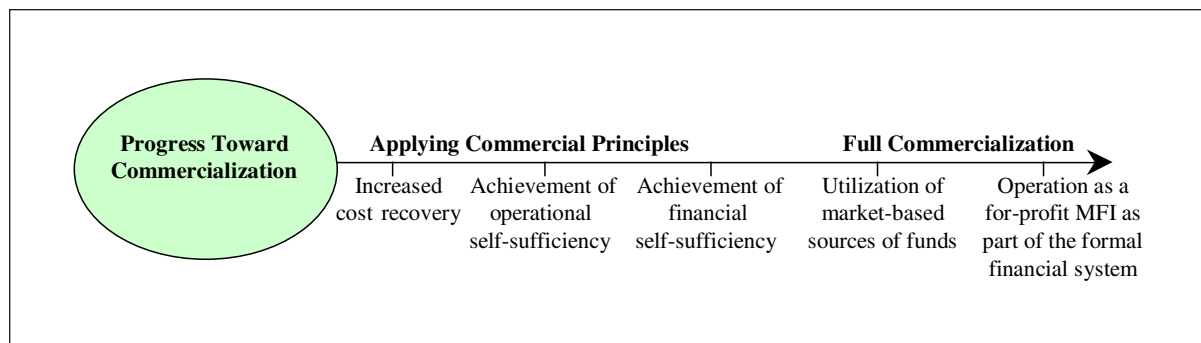 Progress Toward
Commercialization
Applying Commercial Principles
Full Commercialization
Increased
cost recovery
Achievement of
operational
self-sufficiency
Achievement of
financial
self-sufficiency
Utilization of
market-based
sources of funds
Operation as a
for-profit MFI as
part of the formal
financial system